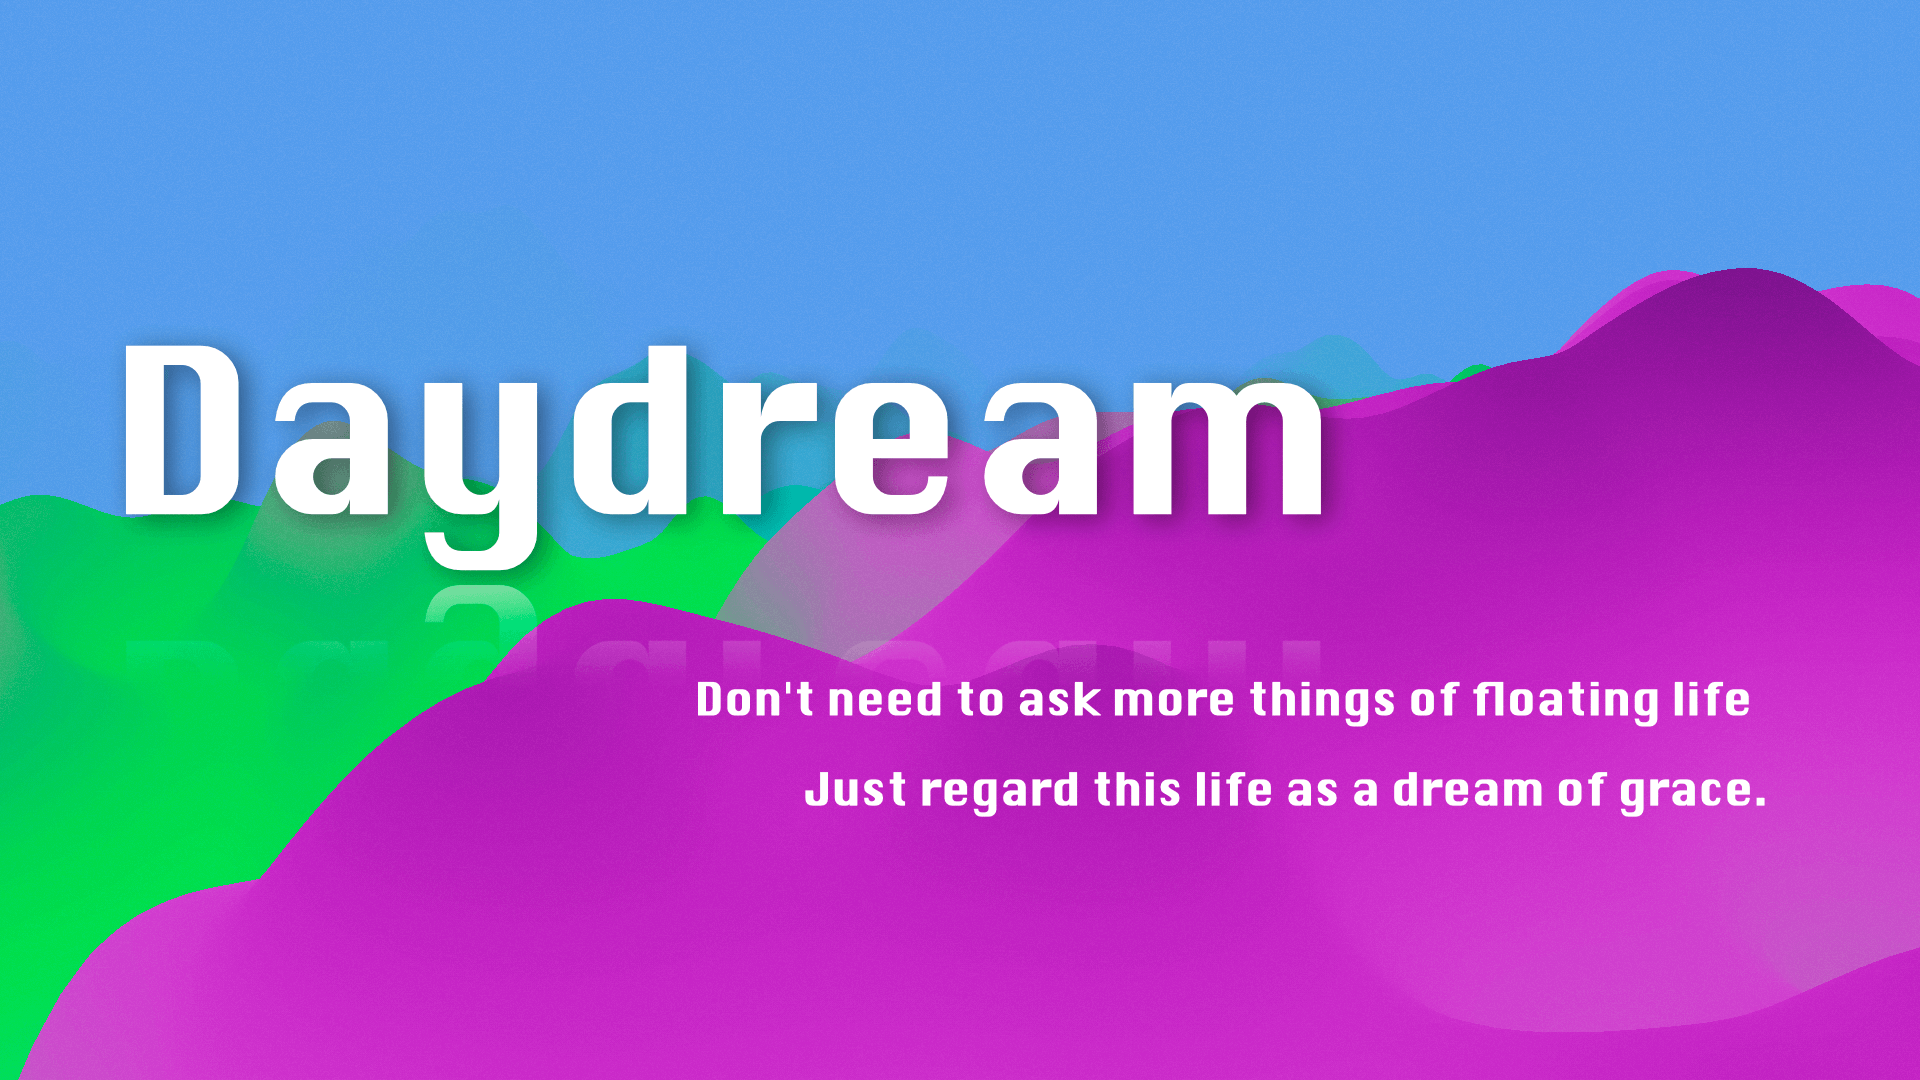 Daydream
Don't need to ask more things of floating life
Just regard this life as a dream of grace.